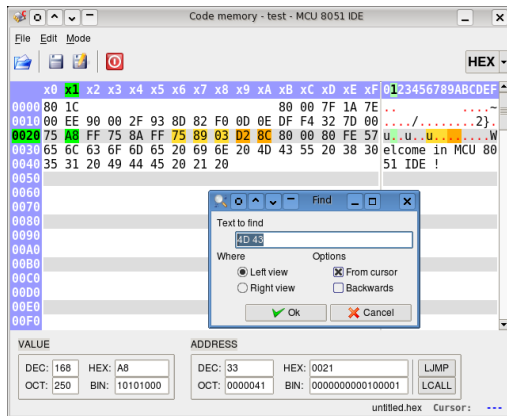 Code memory - test - MCU 8051 IDE
File Edit Mode
HEX
x0 x1 x2 x3 x4 x5 x6 x7 x8 x9 xA xB xC xD xE xF 0123456789ABCDEF
0000 80 1C 80 00 7F 1A 7E .. ....~
0010 00 EE 90 00 2F 93 8D 82 F0 0D 0E DF F4 32 7D 00 ..../........2}.
0020 75 A8 FF 75 8A FF 75 89 03 D2 8C 80 00 80 FE 57 u..u..u........W
0030 65 6C 63 6F 6D 65 20 69 6E 20 4D 43 55 20 38 30 elcome in MCU 80
0040 35 31 20 49 44 45 20 21 20 51 IDE !
0050
0060
0070
0080
0090
00A0
00B0
00C0
00D0
00E0
00F0
Find
Text to find
4D 43
Where Options
Left view From cursor
Right view Backwards
Ok Cancel
VALUE ADDRESS
DEC: 168 HEX: A8 DEC: 33 HEX: 0021 LJMP
OCT: 250 BIN: 10101000 OCT: 0000041 BIN: 0000000000100001 LCALL
untitled.hex Cursor: ---